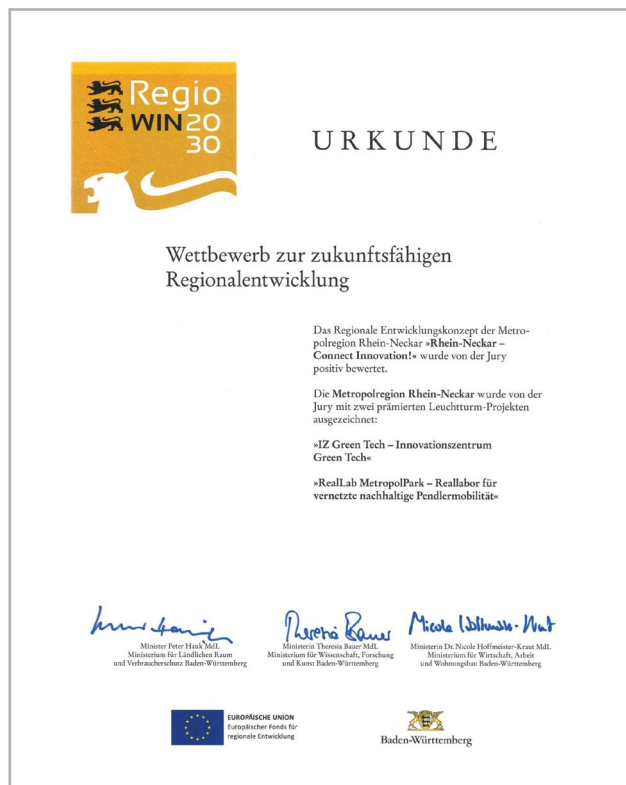 Regio
WIN 20
30
URKUNDE
Wettbewerb zur zukunftsfähigen
Regionalentwicklung
Das Regionale Entwicklungskonzept der Metro-
polregion Rhein-Neckar »Rhein-Neckar –
Connect Innovation!« wurde von der Jury
positiv bewertet.
Die Metropolregion Rhein-Neckar wurde von der
Jury mit zwei prämierten Leuchtturm-Projekten
ausgezeichnet:
»IZ Green Tech – Innovationszentrum
Green Tech«
»RealLab MetropolPark – Reallabor für
vernetzte nachhaltige Pendlermobilität«
Theresia Bauer
Minister Peter Hauk MdL
Ministerium für Ländlichen Raum
und Verbraucherschutz Baden-Württemberg
Ministerin Theresia Bauer MdL
Ministerium für Wissenschaft, Forschung
und Kunst Baden-Württemberg
Ministerin Dr. Nicole Hoffmeister-Kraut MdL
Ministerium für Wirtschaft, Arbeit
und Wohnungsbau Baden-Württemberg
EUROPÄISCHE UNION
Europäischer Fonds für
regionale Entwicklung
Baden-Württemberg